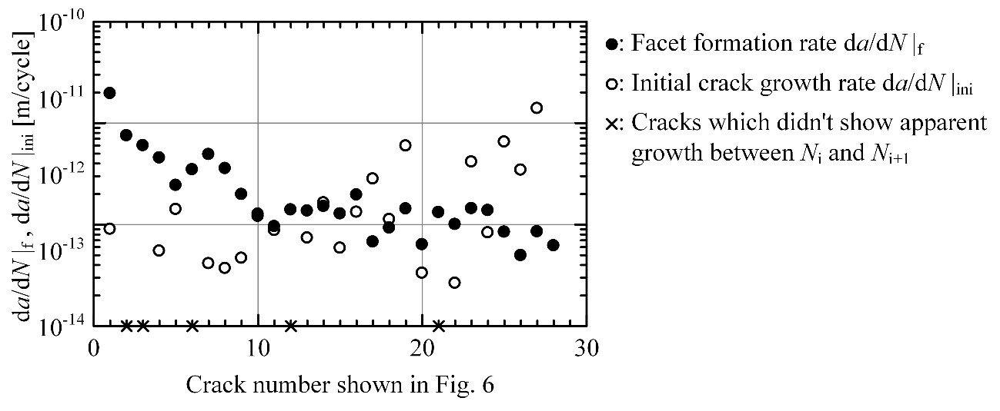 10-10
10-11
10-12
10-13
10-14
da/dN |f , da/dN |ini [m/cycle]
0 10 20 30
Crack number shown in Fig. 6
●: Facet formation rate da/dN |f
○: Initial crack growth rate da/dN |ini
×: Cracks which didn't show apparent
growth between Ni and Ni+1